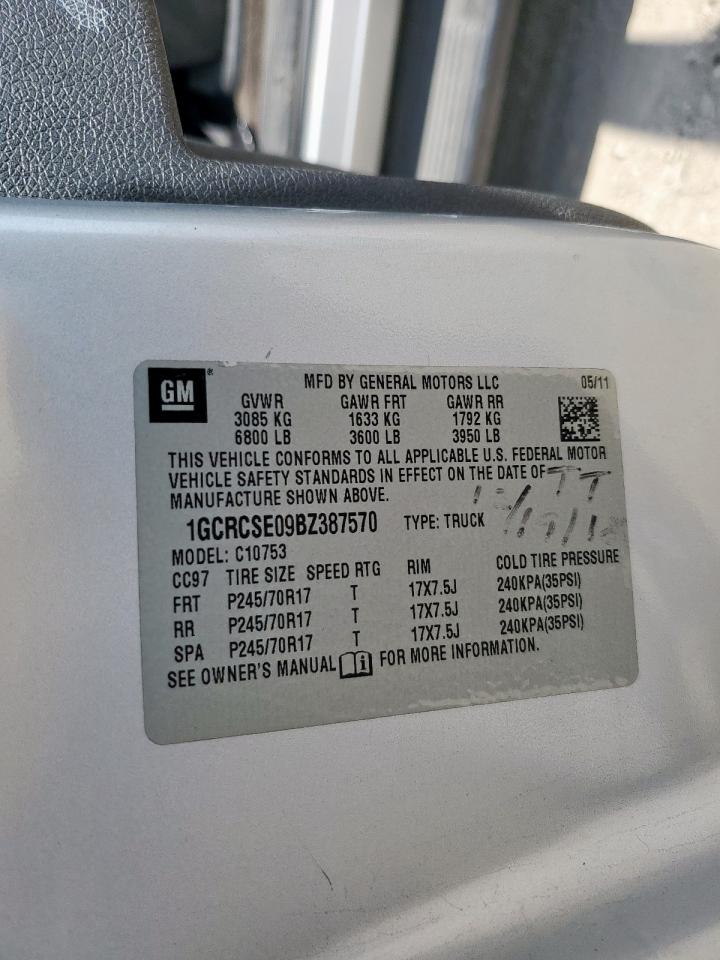 GM®
MFD BY GENERAL MOTORS LLC 05/11
GVWR GAWR FRT GAWR RR
3085 KG 1633 KG 1792 KG
6800 LB 3600 LB 3950 LB
THIS VEHICLE CONFORMS TO ALL APPLICABLE U.S. FEDERAL MOTOR
VEHICLE SAFETY STANDARDS IN EFFECT ON THE DATE OF
MANUFACTURE SHOWN ABOVE.
TT
1GCRCSE09BZ387570 TYPE: TRUCK
MODEL: C10753
CC97 TIRE SIZE SPEED RTG RIM COLD TIRE PRESSURE
FRT P245/70R17 T 17X7.5J 240KPA(35PSI)
RR P245/70R17 T 17X7.5J 240KPA(35PSI)
SPA P245/70R17 T 17X7.5J 240KPA(35PSI)
SEE OWNER'S MANUAL i FOR MORE INFORMATION.